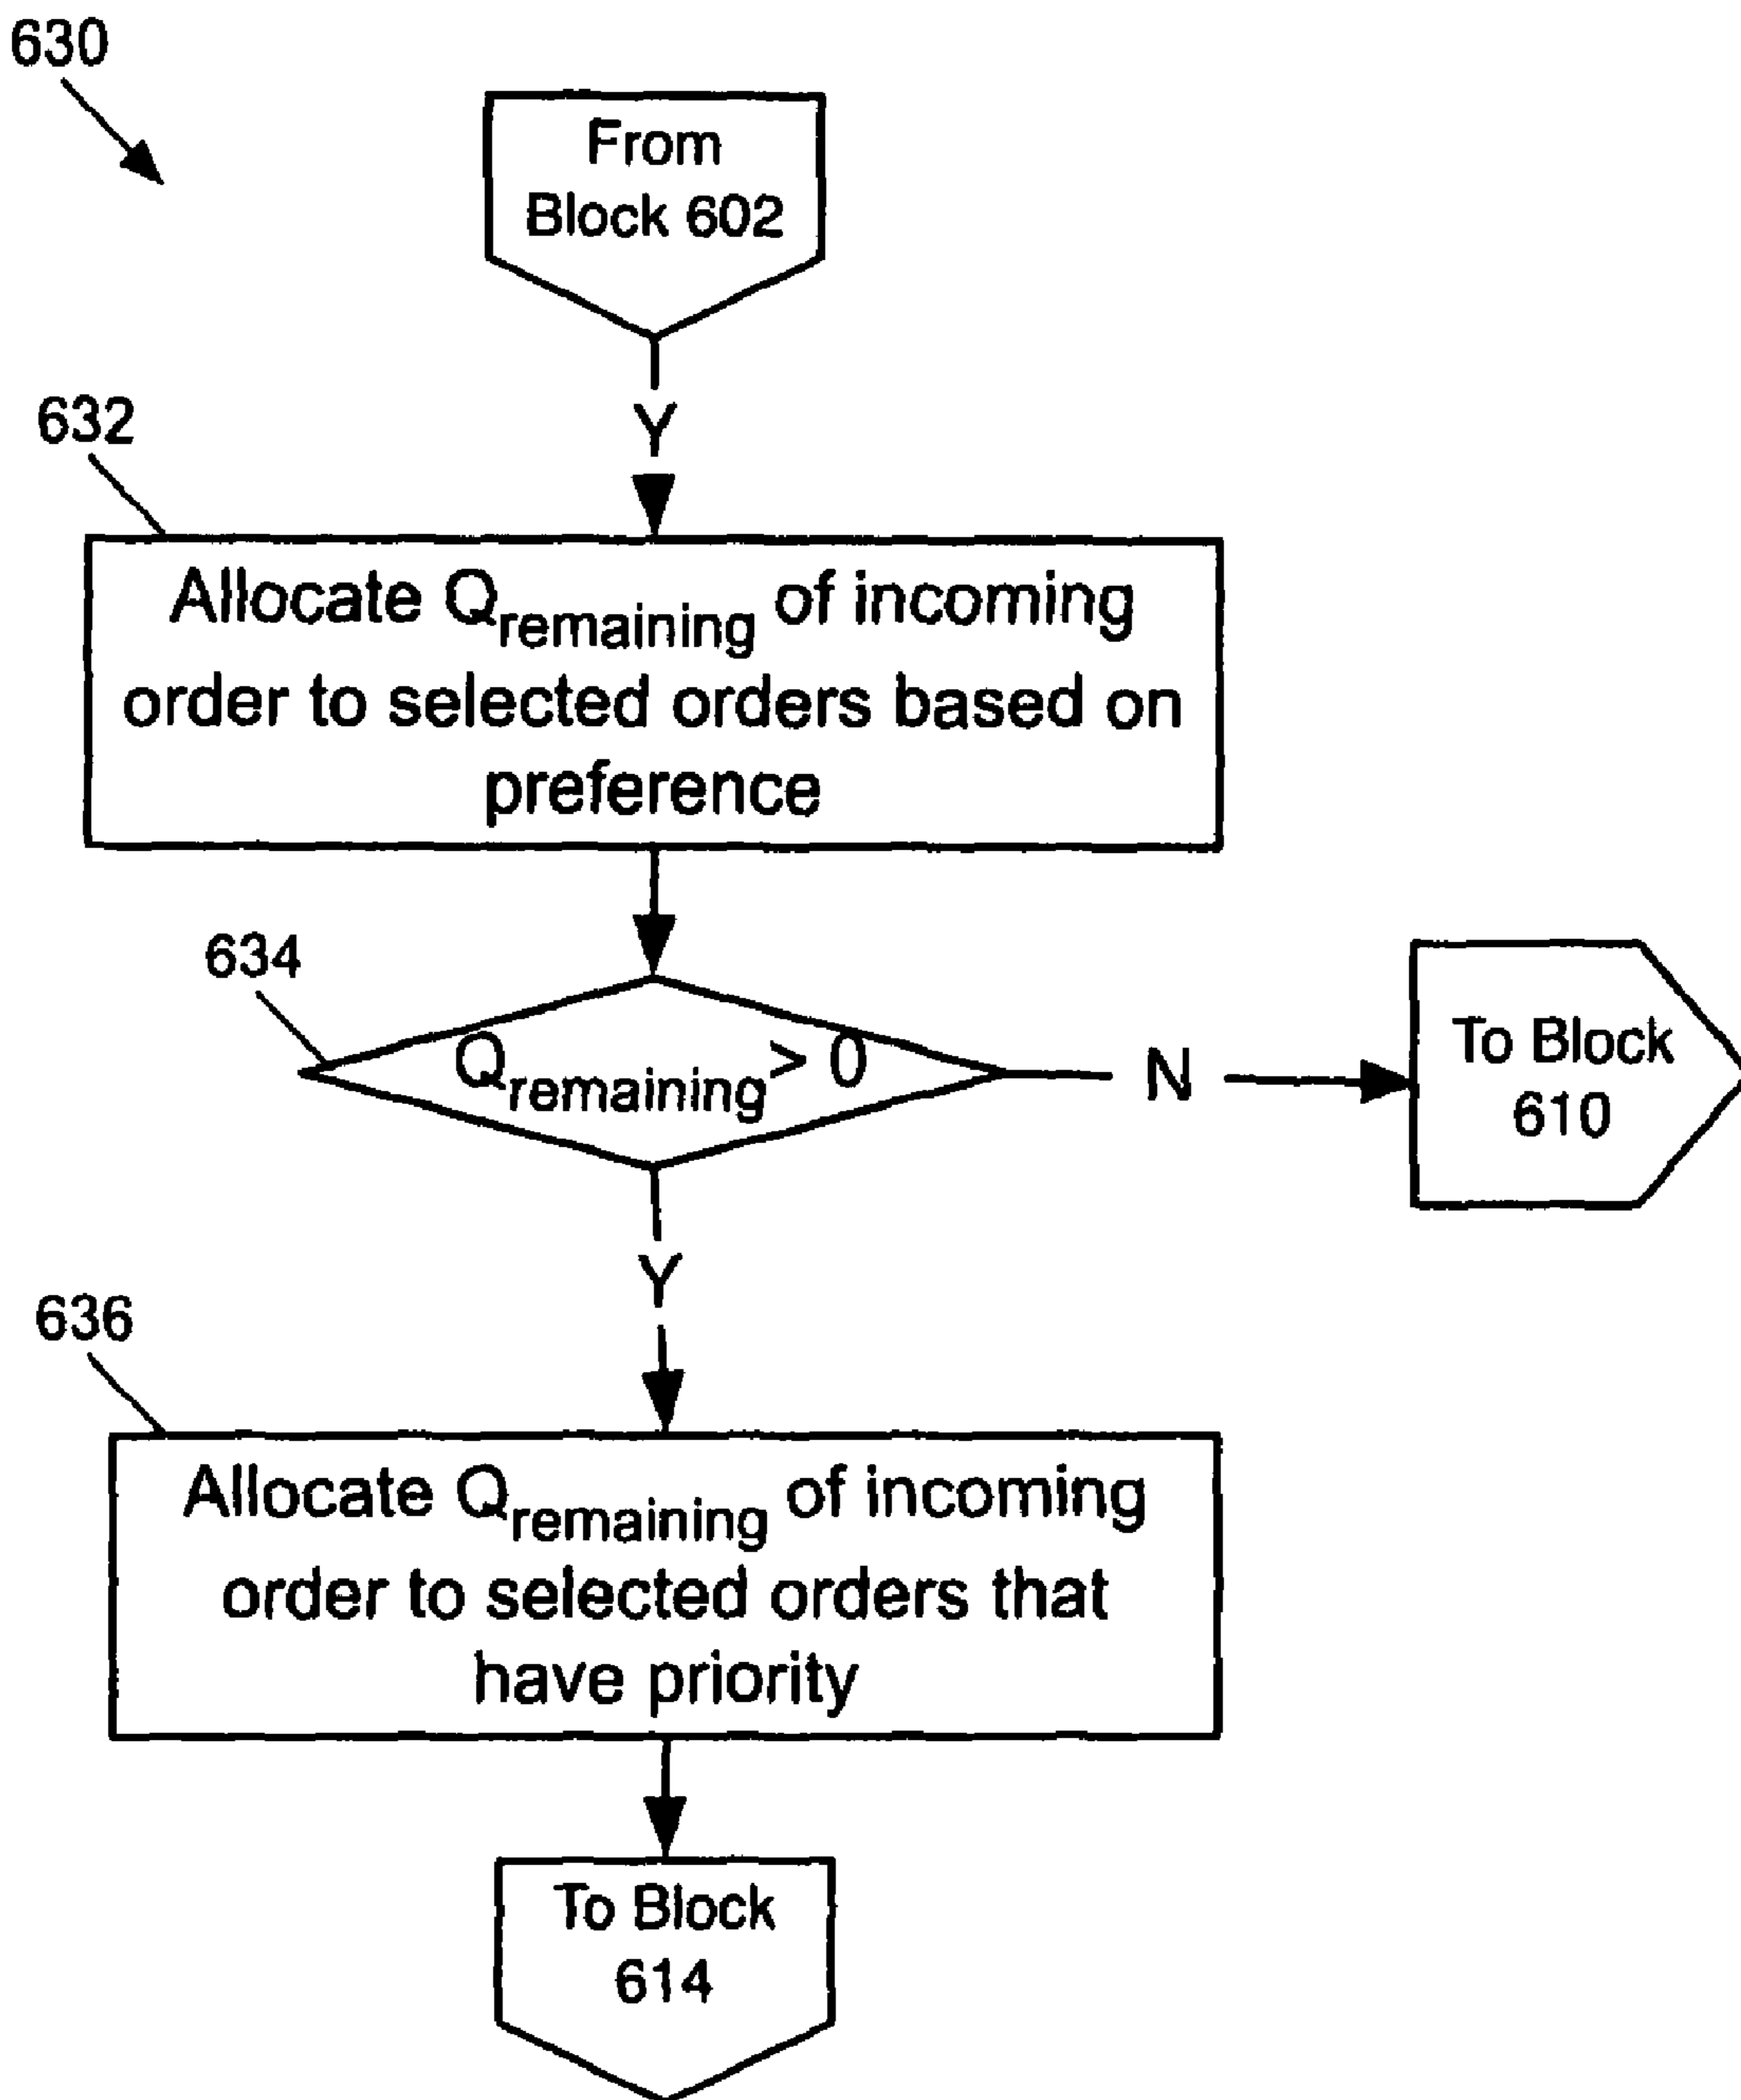 630
From
Block 602
Y
632
Allocate Qremaining of incoming
order to selected orders based on
preference
634
Qremaining > 0
N
To Block
610
Y
636
Allocate Qremaining of incoming
order to selected orders that
have priority
To Block
614